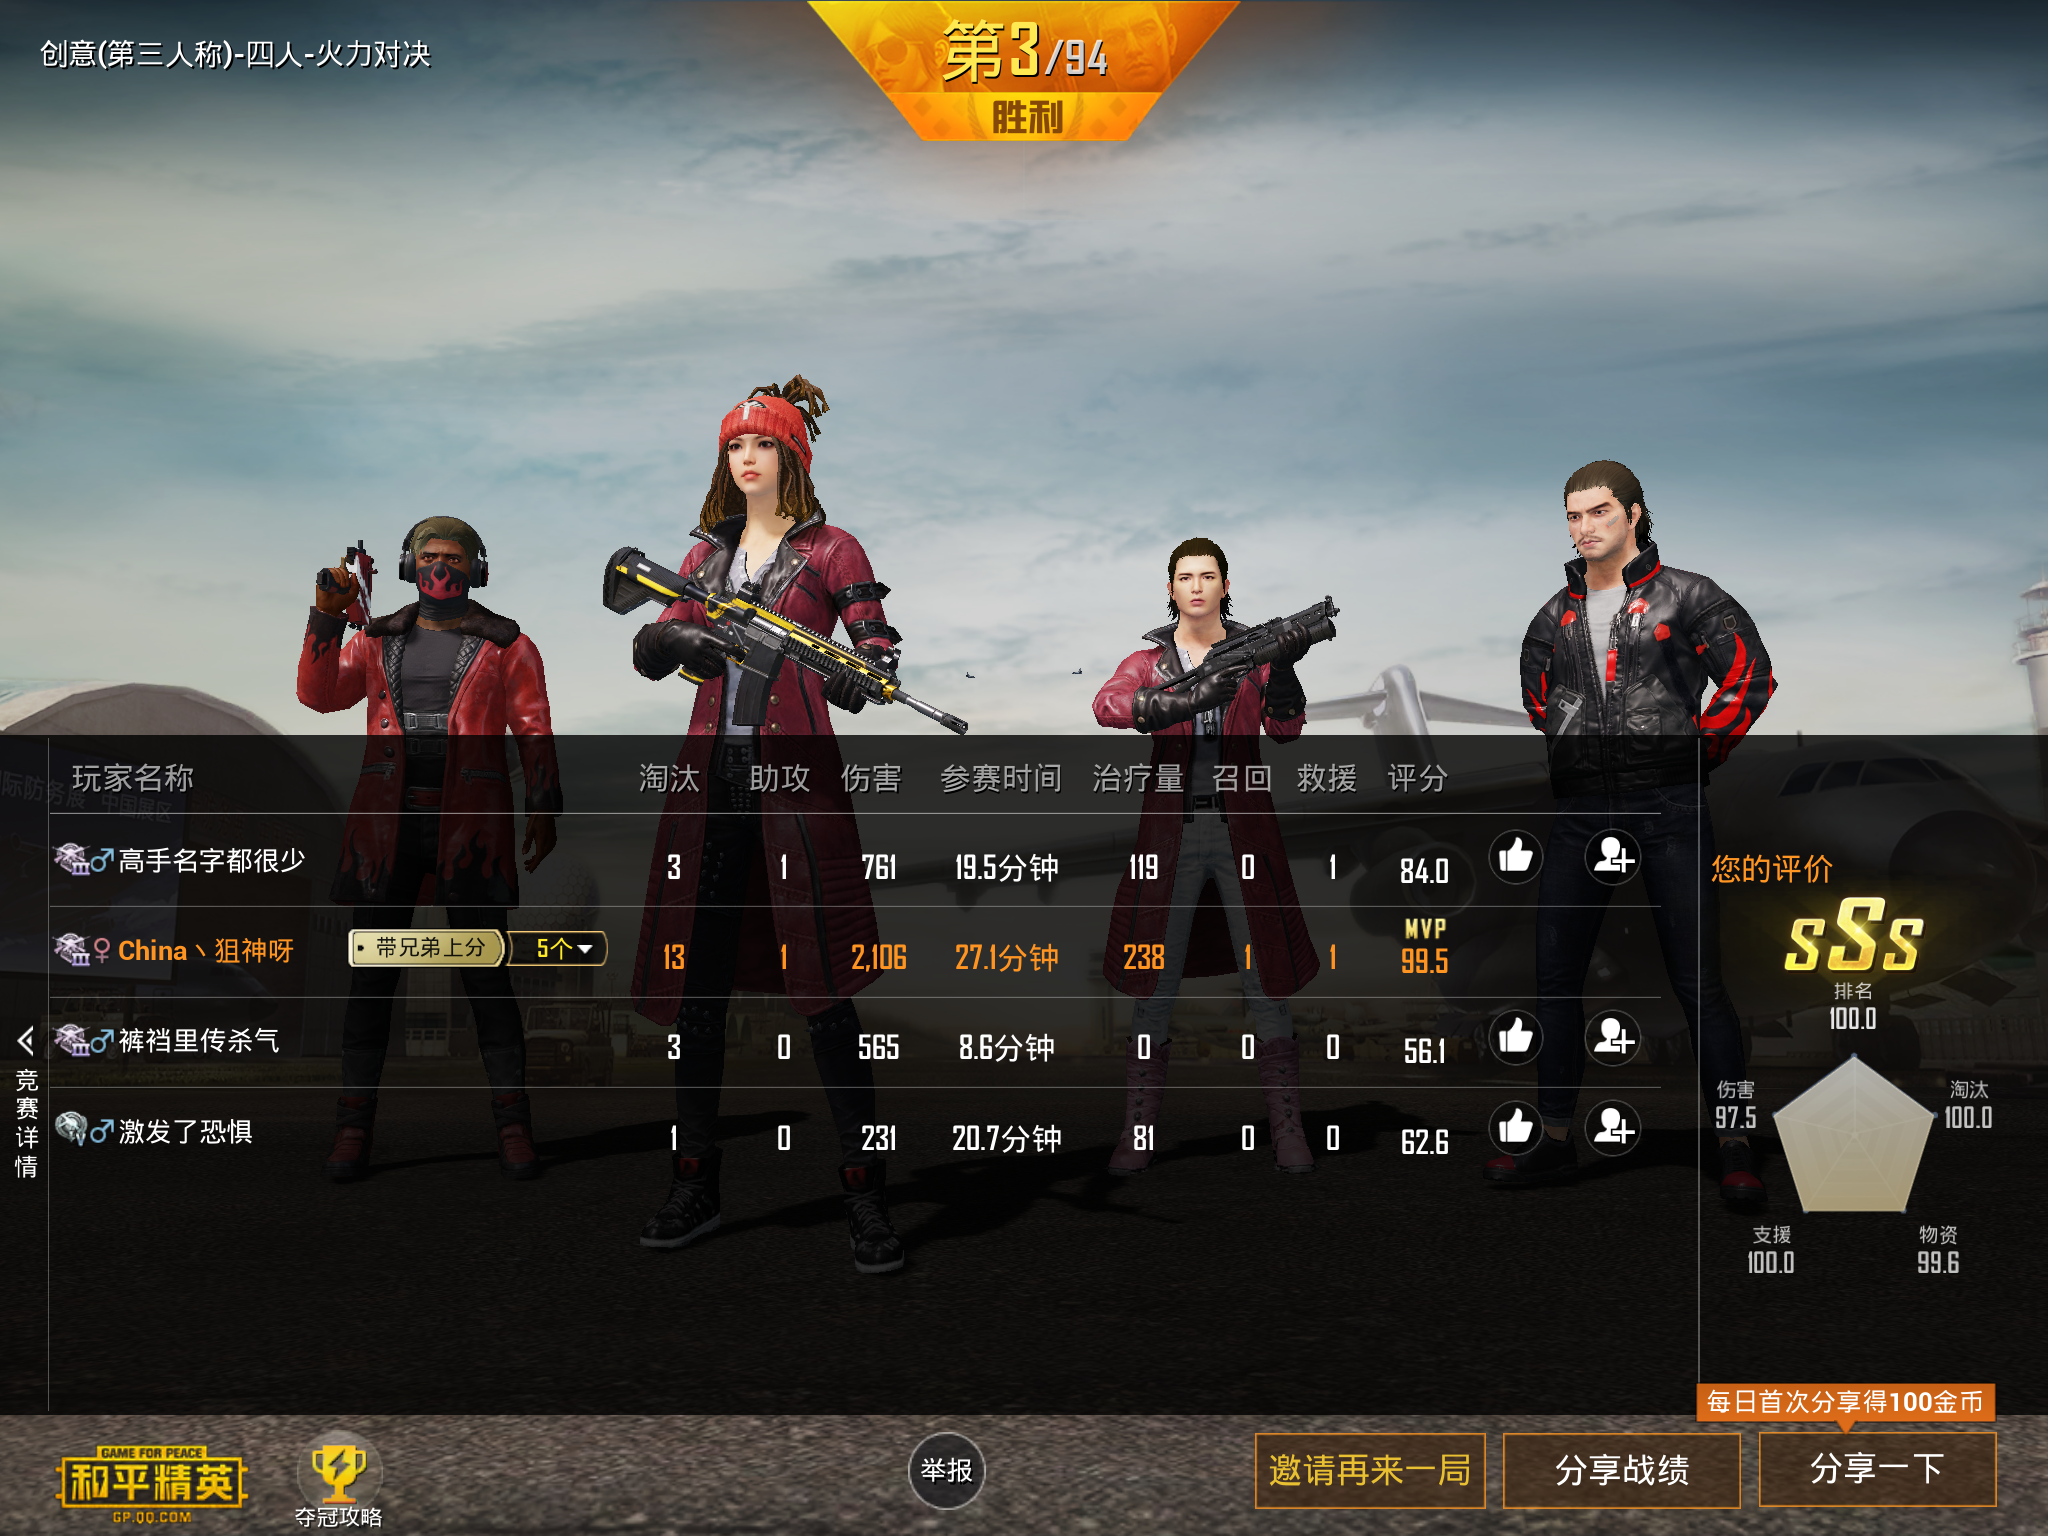 创意(第三人称)-四人-火力对决
第3/94
胜利
玩家名称 淘汰 助攻 伤害 参赛时间 治疗量 召回 救援 评分
高手名字都很少 3 1 761 19.5分钟 119 0 1 84.0
MVP
China丶狙神呀 带兄弟上分 5个 13 1 2,106 27.1分钟 238 1 1 99.5
裤裆里传杀气 3 0 565 8.6分钟 0 0 0 56.1
激发了恐惧 1 0 231 20.7分钟 81 0 0 62.6
竞赛详情
您的评价
SSS
排名
100.0
伤害 淘汰
97.5 100.0
支援 物资
100.0 99.6
每日首次分享得100金币
GAME FOR PEACE
和平精英
GP.QQ.COM
夺冠攻略
举报
邀请再来一局
分享战绩
分享一下